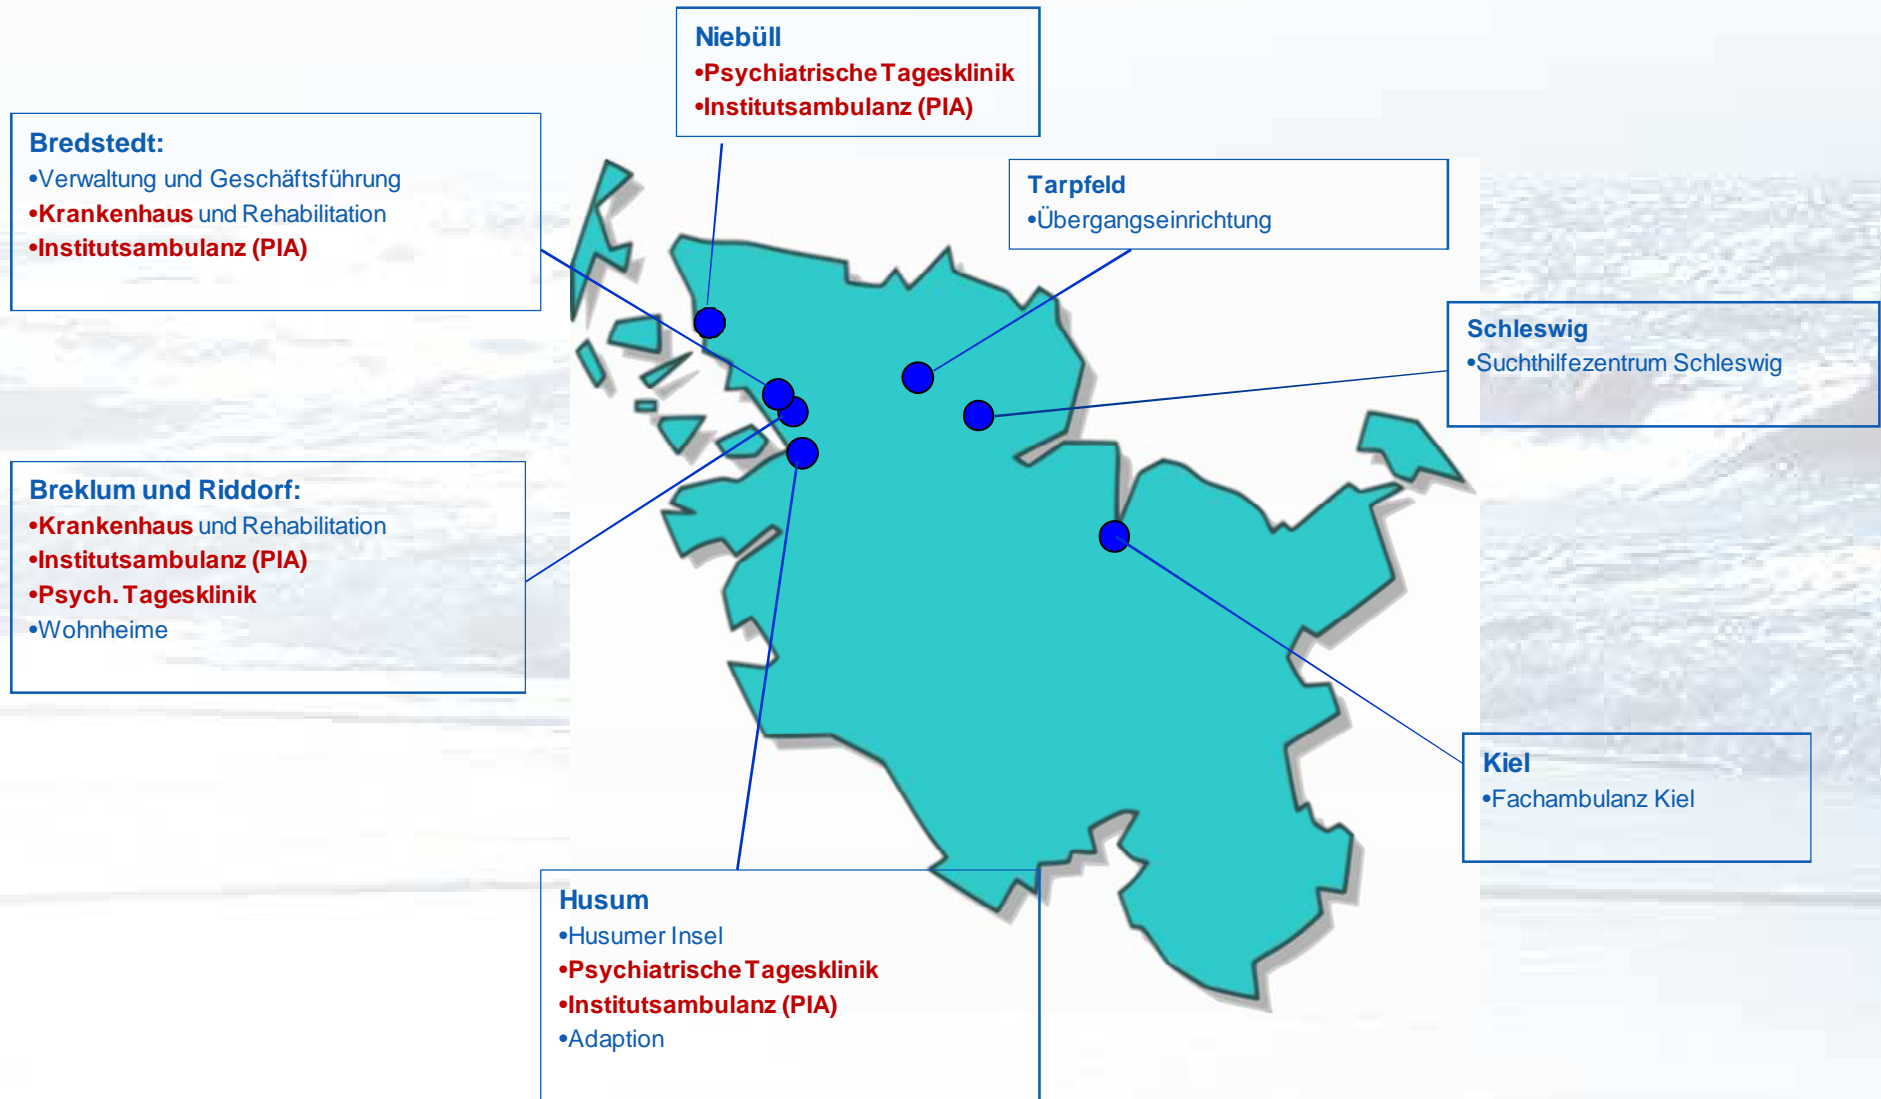 Niebüll
•Psychiatrische Tagesklinik
•Institutsambulanz (PIA)
Bredstedt:
•Verwaltung und Geschäftsführung
•Krankenhaus und Rehabilitation
•Institutsambulanz (PIA)
Tarpfeld
•Übergangseinrichtung
Schleswig
•Suchthilfezentrum Schleswig
Breklum und Riddorf:
•Krankenhaus und Rehabilitation
•Institutsambulanz (PIA)
•Psych. Tagesklinik
•Wohnheime
Kiel
•Fachambulanz Kiel
Husum
•Husumer Insel
•Psychiatrische Tagesklinik
•Institutsambulanz (PIA)
•Adaption